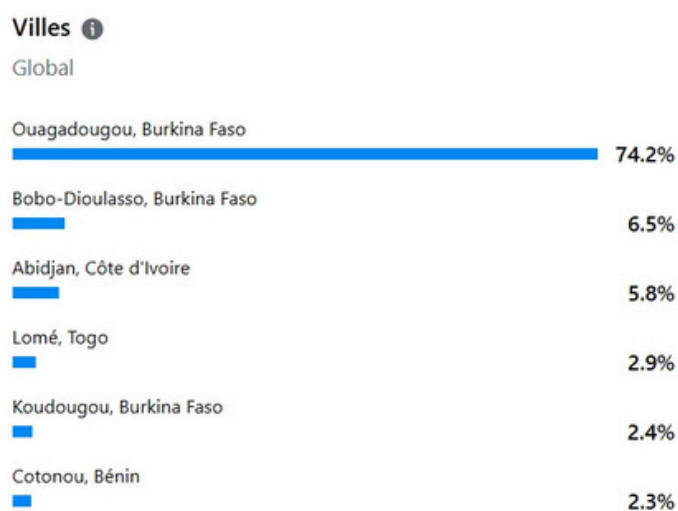 Villes
Global
Ouagadougou, Burkina Faso
74.2%
Bobo-Dioulasso, Burkina Faso
6.5%
Abidjan, Côte d'Ivoire
5.8%
Lomé, Togo
2.9%
Koudougou, Burkina Faso
2.4%
Cotonou, Bénin
2.3%